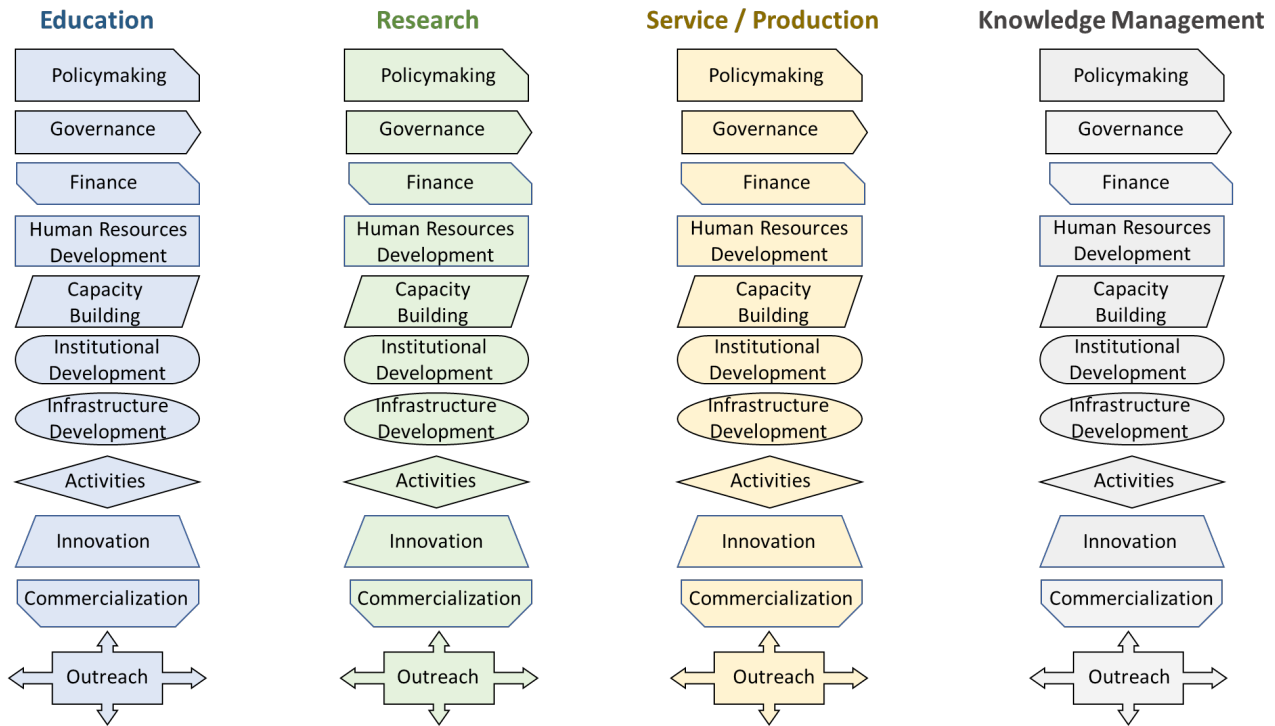 Education
Policymaking
Governance
Finance
Human Resources
Development
Capacity
Building
Institutional
Development
Infrastructure
Development
Activities
Innovation
Commercialization
Outreach
Research
Policymaking
Governance
Finance
Human Resources
Development
Capacity
Building
Institutional
Development
Infrastructure
Development
Activities
Innovation
Commercialization
Outreach
Service / Production
Policymaking
Governance
Finance
Human Resources
Development
Capacity
Building
Institutional
Development
Infrastructure
Development
Activities
Innovation
Commercialization
Outreach
Knowledge Management
Policymaking
Governance
Finance
Human Resources
Development
Capacity
Building
Institutional
Development
Infrastructure
Development
Activities
Innovation
Commercialization
Outreach